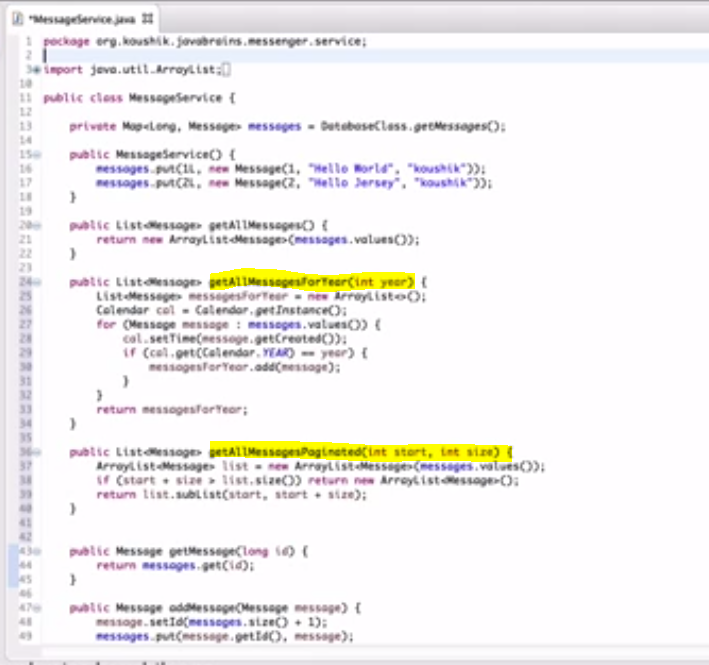 *MessageService.java
1 package org.koushik.javabrains.messenger.service;
2
3 import java.util.ArrayList;
10
11 public class MessageService {
12
13 private Map<Long, Message> messages = DatabaseClass.getMessages();
14
15 public MessageService() {
16 messages.put(1L, new Message(1, "Hello World", "koushik"));
17 messages.put(2L, new Message(2, "Hello Jersey", "koushik"));
18 }
19
20 public List<Message> getAllMessages() {
21 return new ArrayList<Message>(messages.values());
22 }
23
24 public List<Message> getAllMessagesForYear(int year) {
25 List<Message> messagesForYear = new ArrayList<>();
26 Calendar cal = Calendar.getInstance();
27 for (Message message : messages.values()) {
28 cal.setTime(message.getCreated());
29 if (cal.get(Calendar.YEAR) == year) {
30 messagesForYear.add(message);
31 }
32 }
33 return messagesForYear;
34 }
35
36 public List<Message> getAllMessagesPaginated(int start, int size) {
37 ArrayList<Message> list = new ArrayList<Message>(messages.values());
38 if (start + size > list.size()) return new ArrayList<Message>();
39 return list.subList(start, start + size);
40 }
41
42
43 public Message getMessage(long id) {
44 return messages.get(id);
45 }
46
47 public Message addMessage(Message message) {
48 message.setId(messages.size() + 1);
49 messages.put(message.getId(), message);